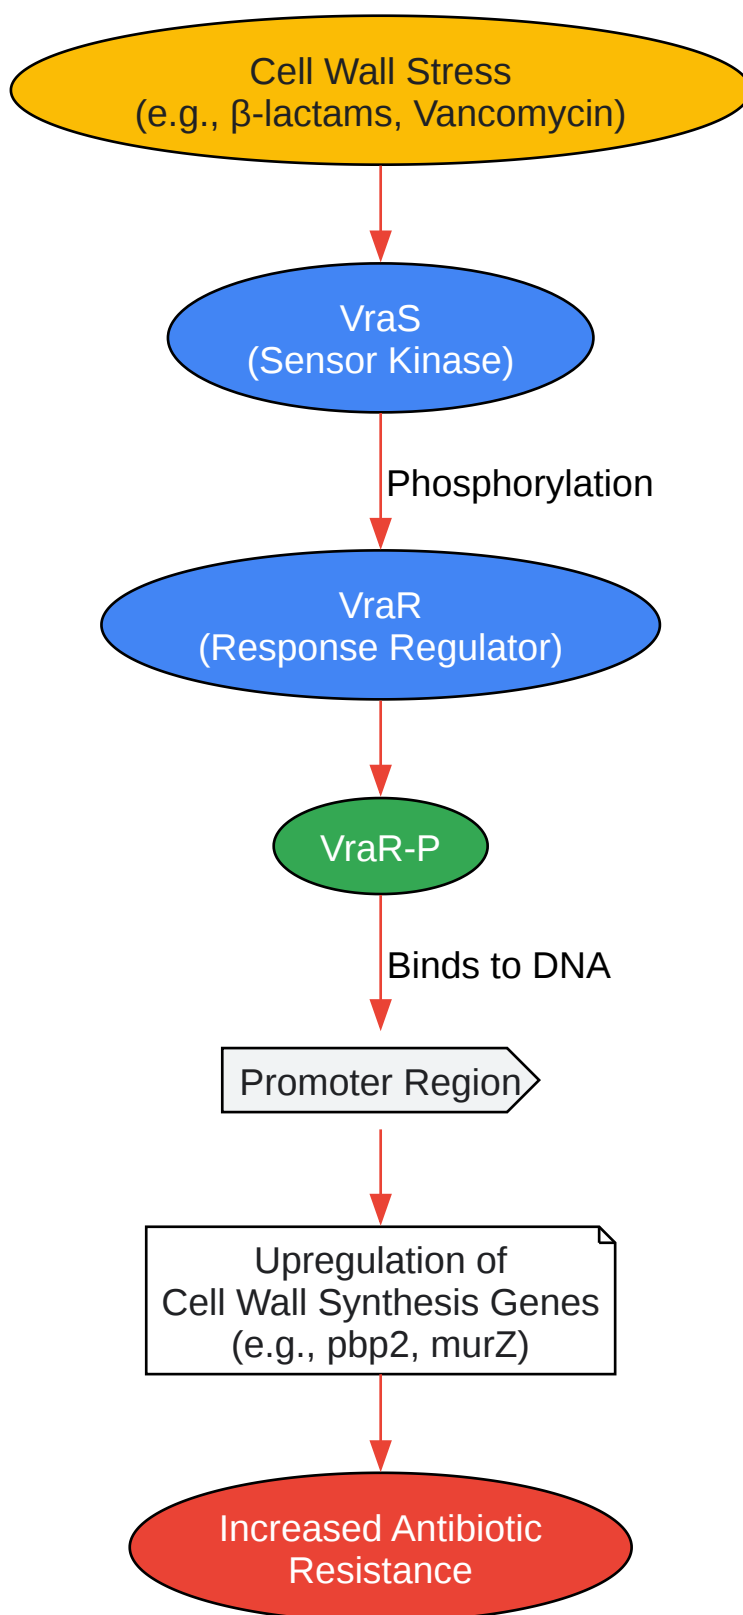 Cell Wall Stress
(e.g., β-lactams, Vancomycin)
VraS
(Sensor Kinase)
Phosphorylation
VraR
(Response Regulator)
VraR-P
Binds to DNA
Promoter Region
Upregulation of
Cell Wall Synthesis Genes
(e.g., pbp2, murZ)
Increased Antibiotic
Resistance